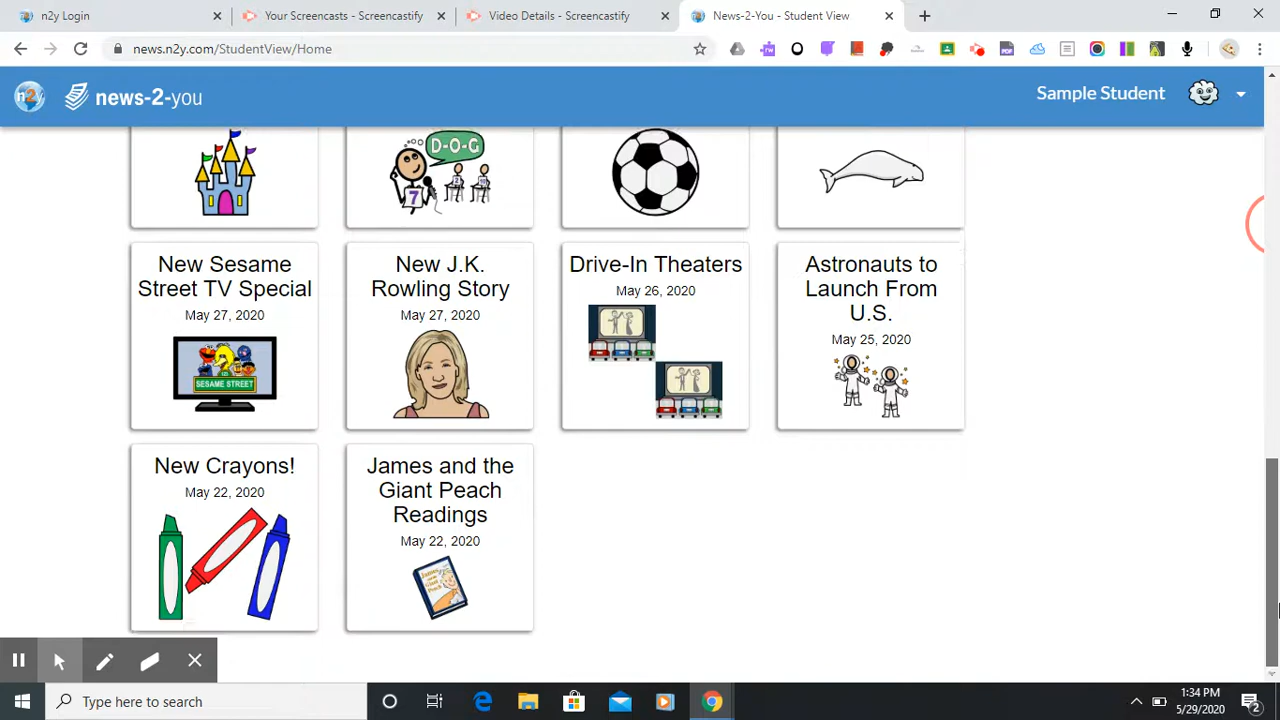 n2y Login
Your Screencasts - Screencastify
Video Details - Screencastify
News-2-You - Student View
news.n2y.com/StudentView/Home
n2y
news-2-you
Sample Student
D-O-G
7
New Sesame
Street TV Special
May 27, 2020
SESAME STREET
New J.K.
Rowling Story
May 27, 2020
Drive-In Theaters
May 26, 2020
Astronauts to
Launch From
U.S.
May 25, 2020
New Crayons!
May 22, 2020
James and the
Giant Peach
Readings
May 22, 2020
Type here to search
1:34 PM
5/29/2020
2